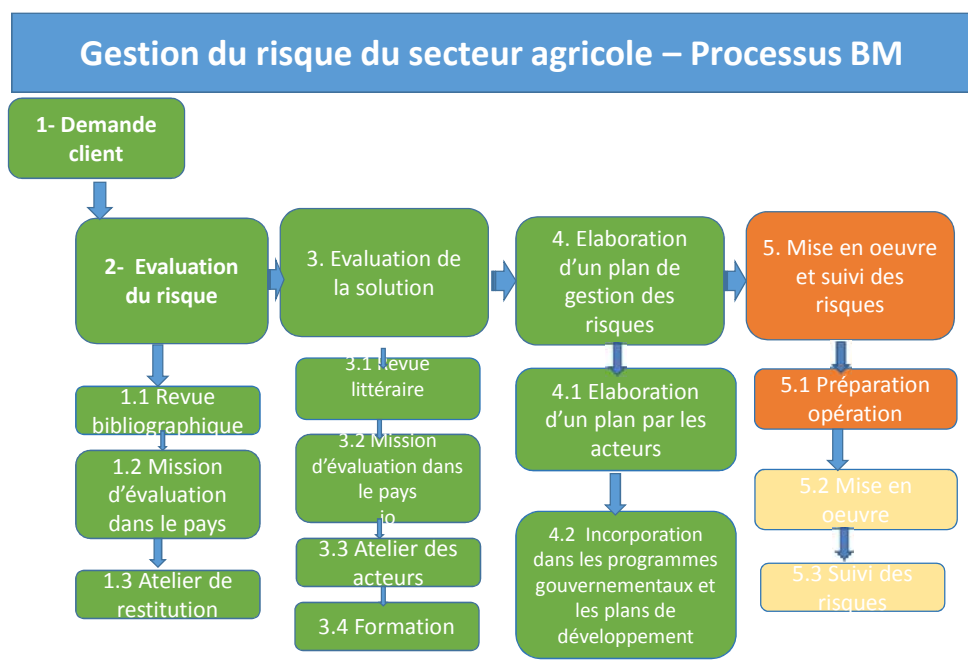 Gestion du risque du secteur agricole – Processus BM
1- Demande
client
2- Evaluation
du risque
3. Evaluation de
la solution
4. Elaboration
d’un plan de
gestion des
risques
5. Mise en oeuvre
et suivi des
risques
1.1 Revue
bibliographique
1.2 Mission
d’évaluation
dans le pays
1.3 Atelier de
restitution
3.1 Revue
littéraire
3.2 Mission
d’évaluation dans
le pays
io
3.3 Atelier des
acteurs
3.4 Formation
4.1 Elaboration
d’un plan par les
acteurs
4.2 Incorporation
dans les programmes
gouvernementaux et
les plans de
développement
5.1 Préparation
opération
5.2 Mise en
oeuvre
5.3 Suivi des
risques